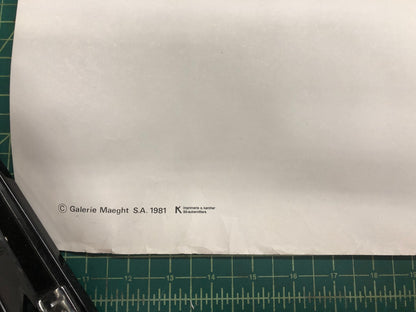 © Galerie Maeght S.A. 1981 K
11 12 13 14 15 16 17 18